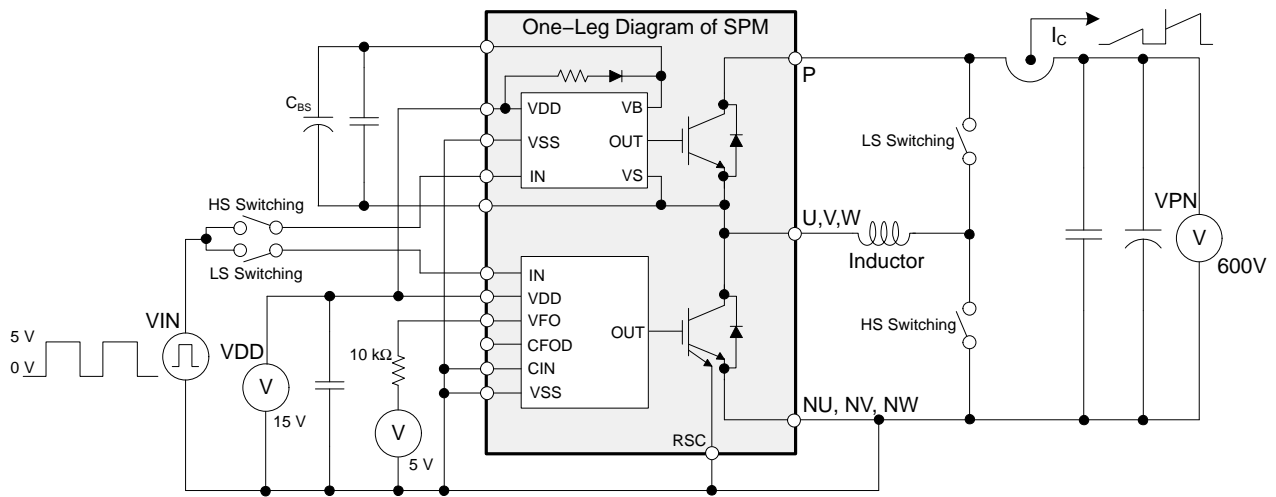 One–Leg Diagram of SPM
IC
P
CBS
VDD
VB
VSS
OUT
IN
VS
LS Switching
HS Switching
LS Switching
U,V,W
Inductor
VPN
V
600V
IN
VDD
VFO
CFOD
CIN
VSS
OUT
HS Switching
VIN
5 V
0 V
VDD
V
15 V
10 kΩ
V
5 V
NU, NV, NW
RSC